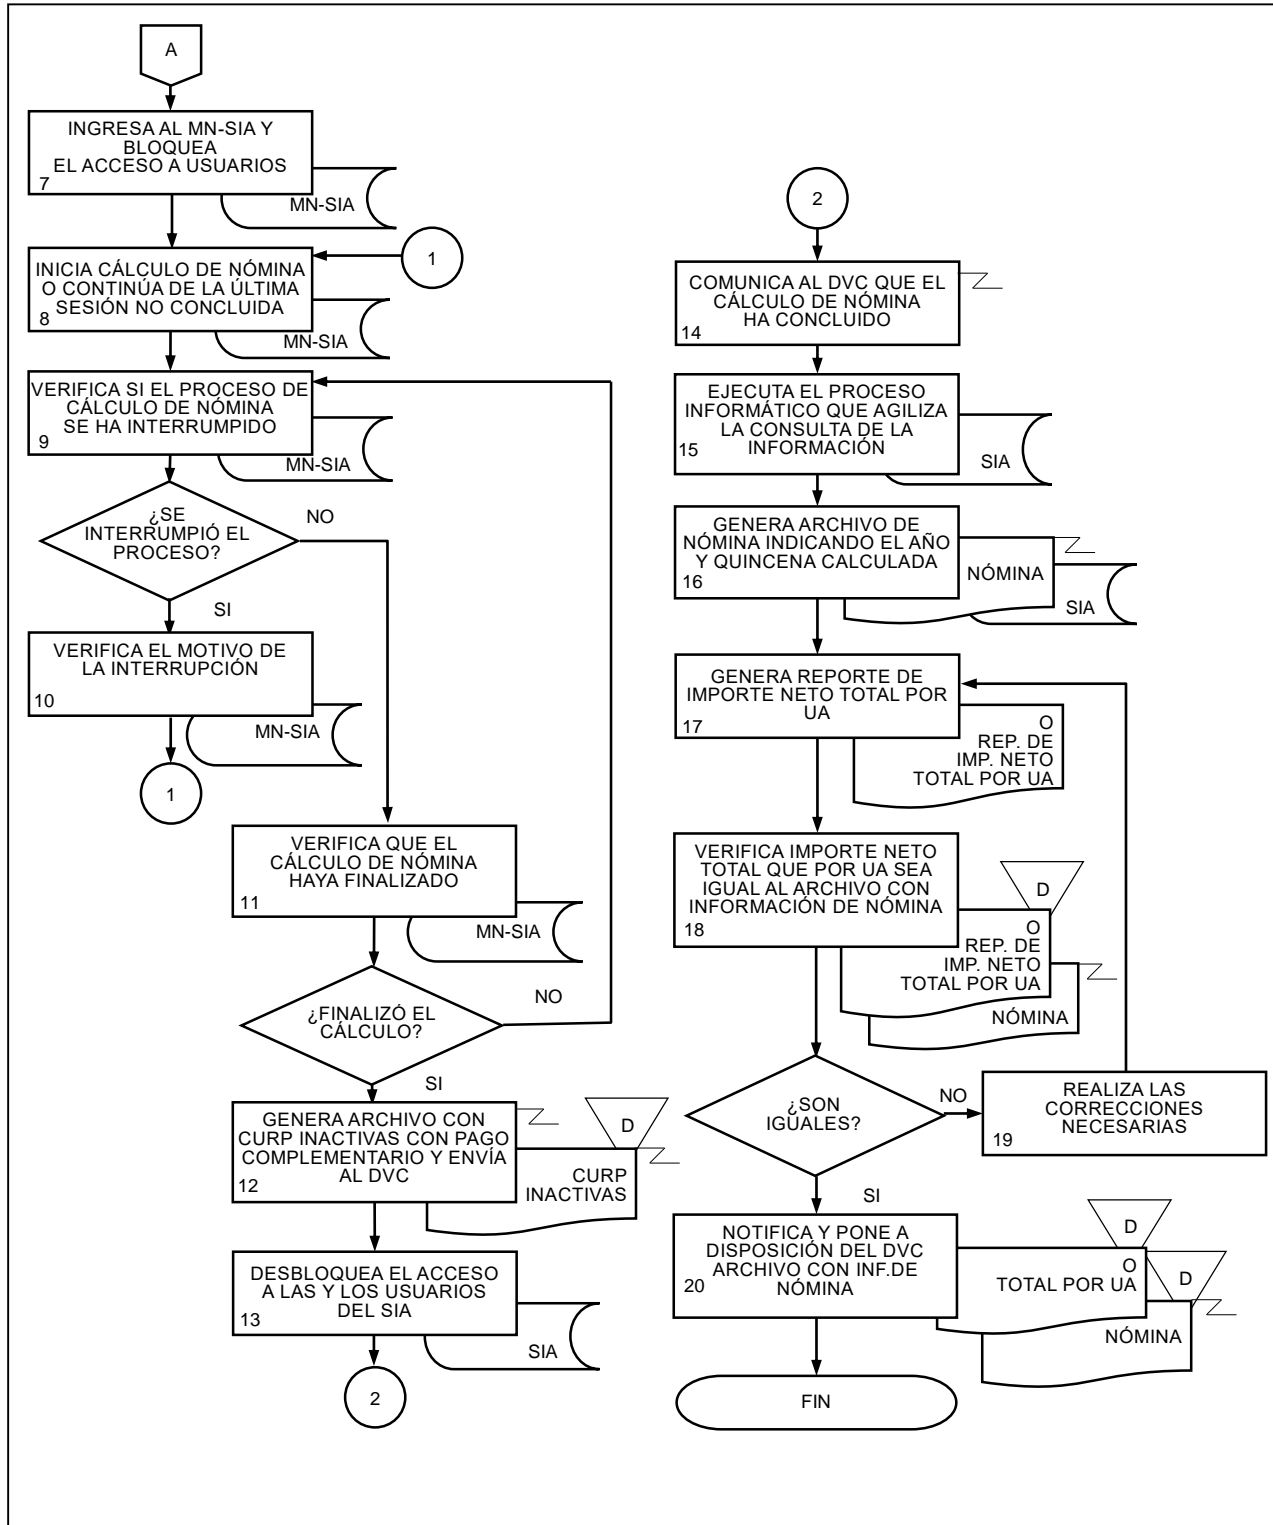 A
INGRESA AL MN-SIA Y
BLOQUEA
EL ACCESO A USUARIOS
7
MN-SIA
1
INICIA CÁLCULO DE NÓMINA
O CONTINÚA DE LA ÚLTIMA
SESIÓN NO CONCLUIDA
8
MN-SIA
VERIFICA SI EL PROCESO DE
CÁLCULO DE NÓMINA
SE HA INTERRUMPIDO
9
MN-SIA
¿SE
INTERRUMPIÓ EL
PROCESO?
NO
SI
VERIFICA EL MOTIVO DE
LA INTERRUPCIÓN
10
MN-SIA
1
VERIFICA QUE EL
CÁLCULO DE NÓMINA
HAYA FINALIZADO
11
MN-SIA
¿FINALIZÓ EL
CÁLCULO?
NO
SI
GENERA ARCHIVO CON
CURP INACTIVAS CON PAGO
COMPLEMENTARIO Y ENVÍA
AL DVC
12
D
CURP
INACTIVAS
DESBLOQUEA EL ACCESO
A LAS Y LOS USUARIOS
DEL SIA
13
SIA
2
2
COMUNICA AL DVC QUE EL
CÁLCULO DE NÓMINA
HA CONCLUIDO
14
EJECUTA EL PROCESO
INFORMÁTICO QUE AGILIZA
LA CONSULTA DE LA
INFORMACIÓN
15
SIA
GENERA ARCHIVO DE
NÓMINA INDICANDO EL AÑO
Y QUINCENA CALCULADA
16
NÓMINA
SIA
GENERA REPORTE DE
IMPORTE NETO TOTAL POR
UA
17
O
REP. DE
IMP. NETO
TOTAL POR UA
VERIFICA IMPORTE NETO
TOTAL QUE POR UA SEA
IGUAL AL ARCHIVO CON
INFORMACIÓN DE NÓMINA
18
D
O
REP. DE
IMP. NETO
TOTAL POR UA
NÓMINA
¿SON
IGUALES?
NO
REALIZA LAS
CORRECCIONES
NECESARIAS
19
SI
NOTIFICA Y PONE A
DISPOSICIÓN DEL DVC
ARCHIVO CON INF.DE
NÓMINA
20
D
O
TOTAL POR UA
D
NÓMINA
FIN